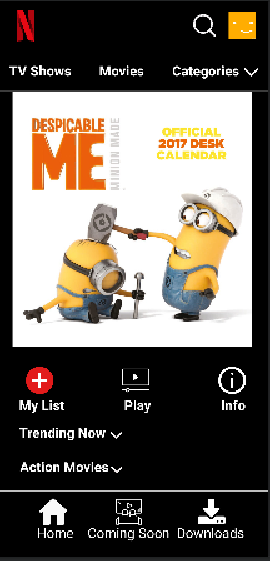 N
TV Shows Movies Categories
DESPICABLE
ME
MINION MADE
OFFICIAL
2017 DESK
CALENDAR
My List Play Info
Trending Now
Action Movies
Home Coming Soon Downloads